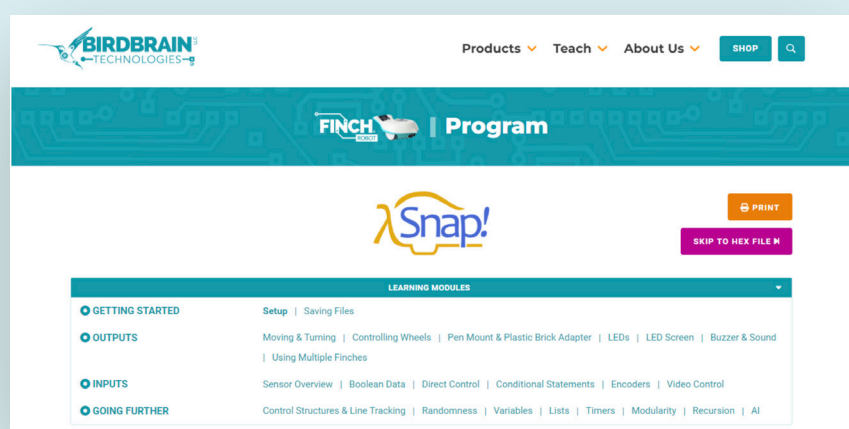 BIRDBRAIN
TECHNOLOGIES
Products Teach About Us SHOP
FINCH ROBOT | Program
λSnap!
PRINT
SKIP TO HEX FILE
LEARNING MODULES
GETTING STARTED Setup | Saving Files
OUTPUTS Moving & Turning | Controlling Wheels | Pen Mount & Plastic Brick Adapter | LEDs | LED Screen | Buzzer & Sound
| Using Multiple Finches
INPUTS Sensor Overview | Boolean Data | Direct Control | Conditional Statements | Encoders | Video Control
GOING FURTHER Control Structures & Line Tracking | Randomness | Variables | Lists | Timers | Modularity | Recursion | AI